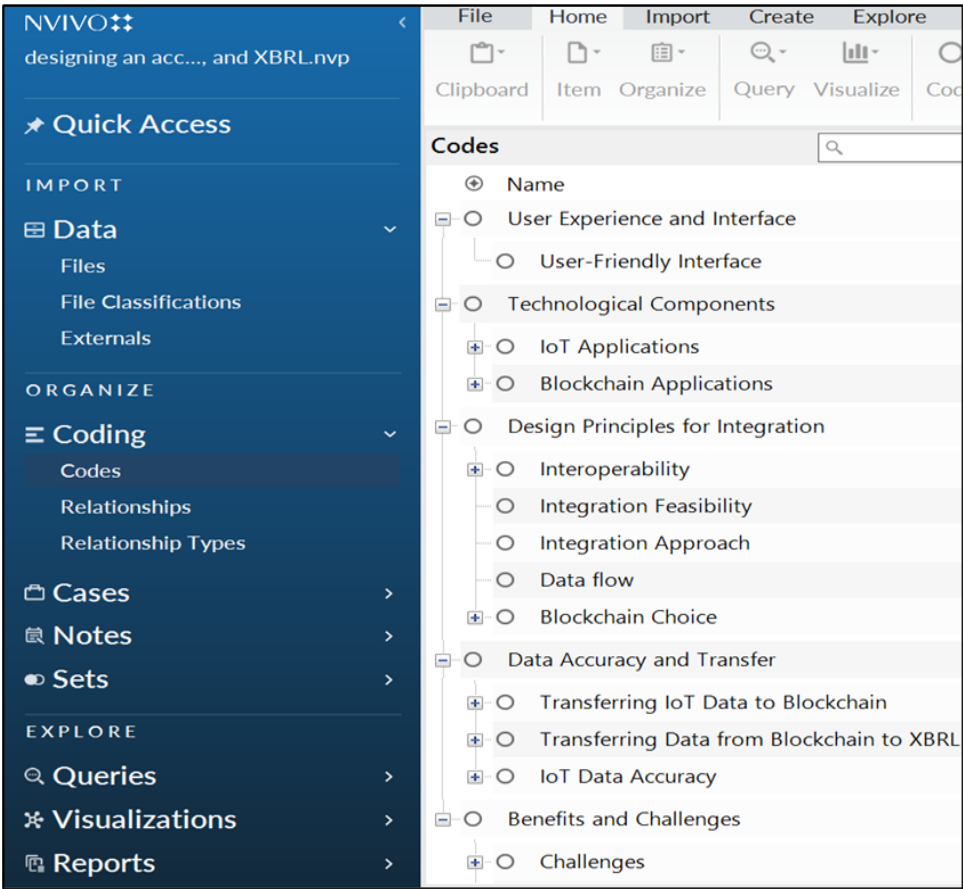 NVIVO
designing an acc..., and XBRL.nvp
Quick Access
IMPORT
Data
Files
File Classifications
Externals
ORGANIZE
Coding
Codes
Relationships
Relationship Types
Cases
Notes
Sets
EXPLORE
Queries
Visualizations
Reports
File Home Import Create Explore
Clipboard Item Organize Query Visualize
Codes
Name
User Experience and Interface
User-Friendly Interface
Technological Components
IoT Applications
Blockchain Applications
Design Principles for Integration
Interoperability
Integration Feasibility
Integration Approach
Data flow
Blockchain Choice
Data Accuracy and Transfer
Transferring IoT Data to Blockchain
Transferring Data from Blockchain to XBRL
IoT Data Accuracy
Benefits and Challenges
Challenges